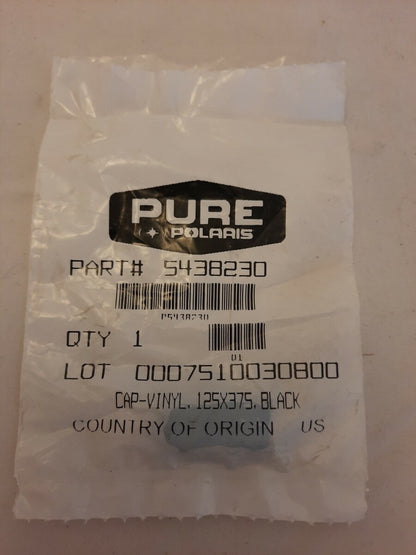 PURE
POLARIS
PART# 5438230
P5438230
QTY 1
01
LOT 0007510030800
CAP-VINYL, 125X375, BLACK
COUNTRY OF ORIGIN US